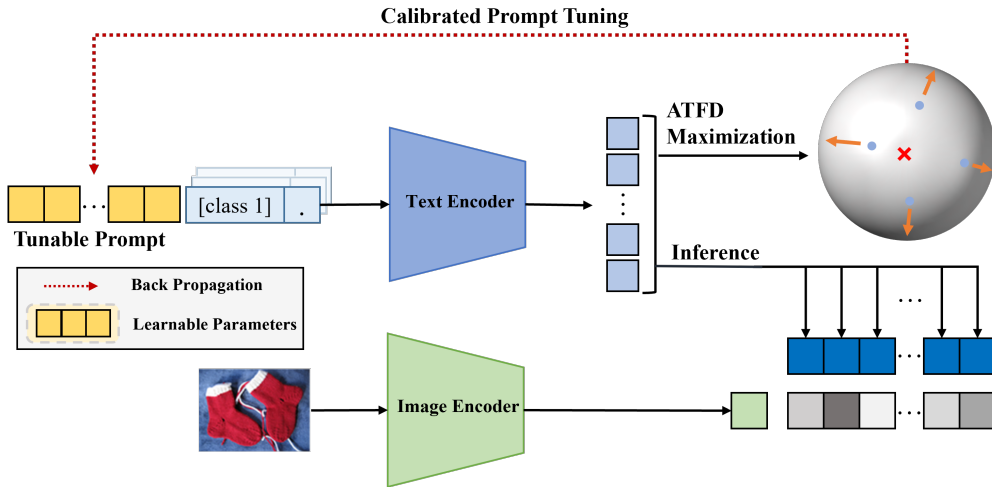 Calibrated Prompt Tuning
ATFD
Maximization
[class 1] .
Text Encoder
Tunable Prompt
Inference
Back Propagation
Learnable Parameters
Image Encoder